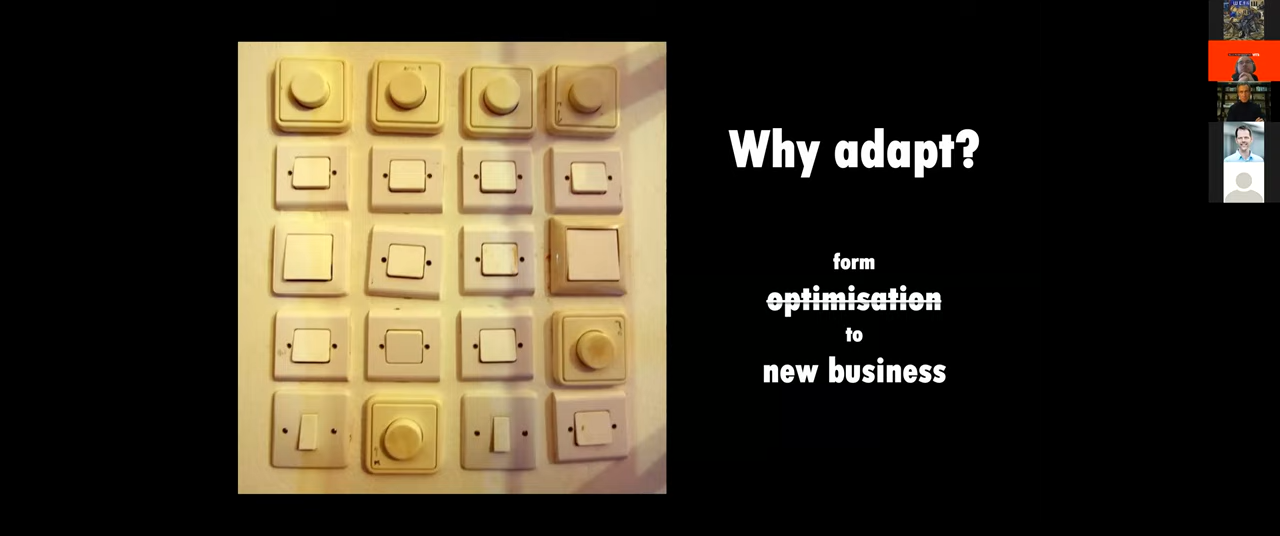 Why adapt?
form
optimisation
to
new business